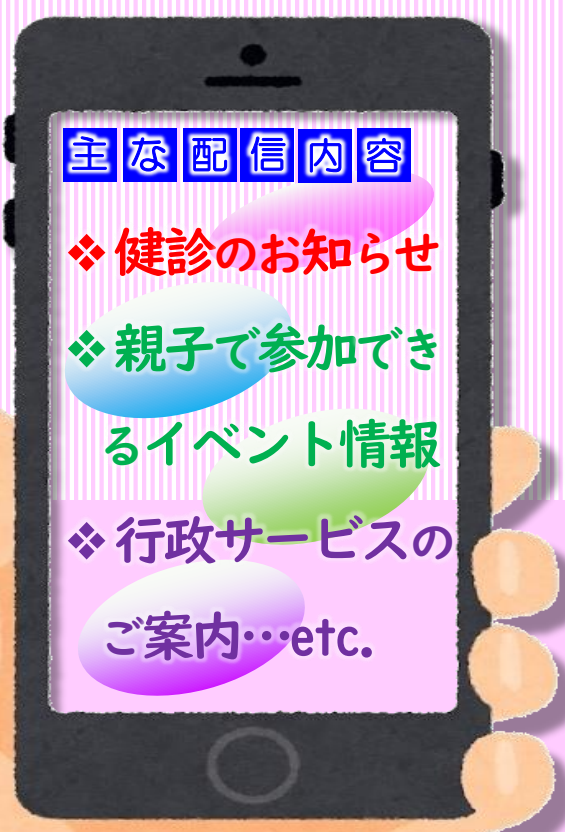 主な配信内容
❖健診のお知らせ
❖親子で参加でき
るイベント情報
❖行政サービスの
ご案内…etc.